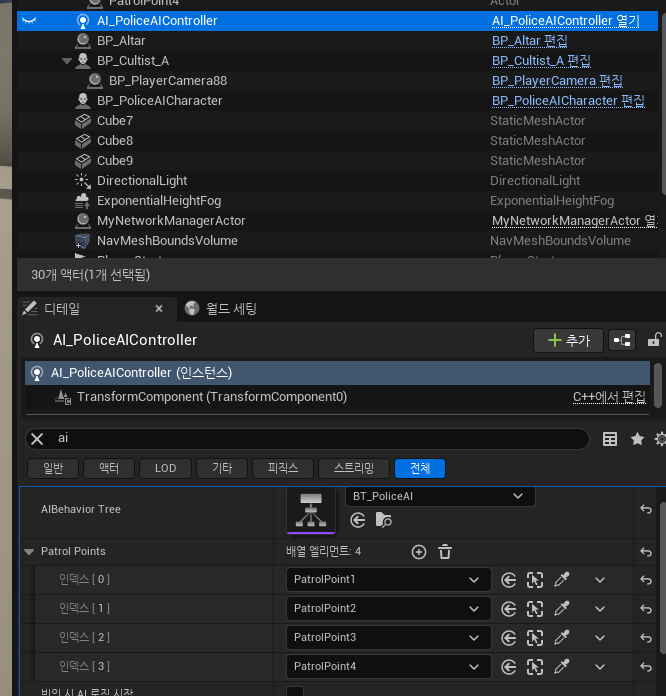 PatrolPoint4 Actor
AI_PoliceAIController AI_PoliceAIController 열기
BP_Altar BP_Altar 편집
BP_Cultist_A BP_Cultist_A 편집
BP_PlayerCamera88 BP_PlayerCamera 편집
BP_PoliceAICharacter BP_PoliceAICharacter 편집
Cube7 StaticMeshActor
Cube8 StaticMeshActor
Cube9 StaticMeshActor
DirectionalLight DirectionalLight
ExponentialHeightFog ExponentialHeightFog
MyNetworkManagerActor MyNetworkManagerActor 열
NavMeshBoundsVolume NavMeshBoundsVolume
30개 액터(1개 선택됨)
디테일 월드 세팅
AI_PoliceAIController 추가
AI_PoliceAIController (인스턴스)
TransformComponent (TransformComponent0) C++에서 편집
ai
일반 액터 LOD 기타 피직스 스트리밍 전체
AIBehavior Tree BT_PoliceAI
Patrol Points 배열 엘리먼트: 4
인덱스 [ 0 ] PatrolPoint1
인덱스 [ 1 ] PatrolPoint2
인덱스 [ 2 ] PatrolPoint3
인덱스 [ 3 ] PatrolPoint4
빙의 시 AI 로직 시작